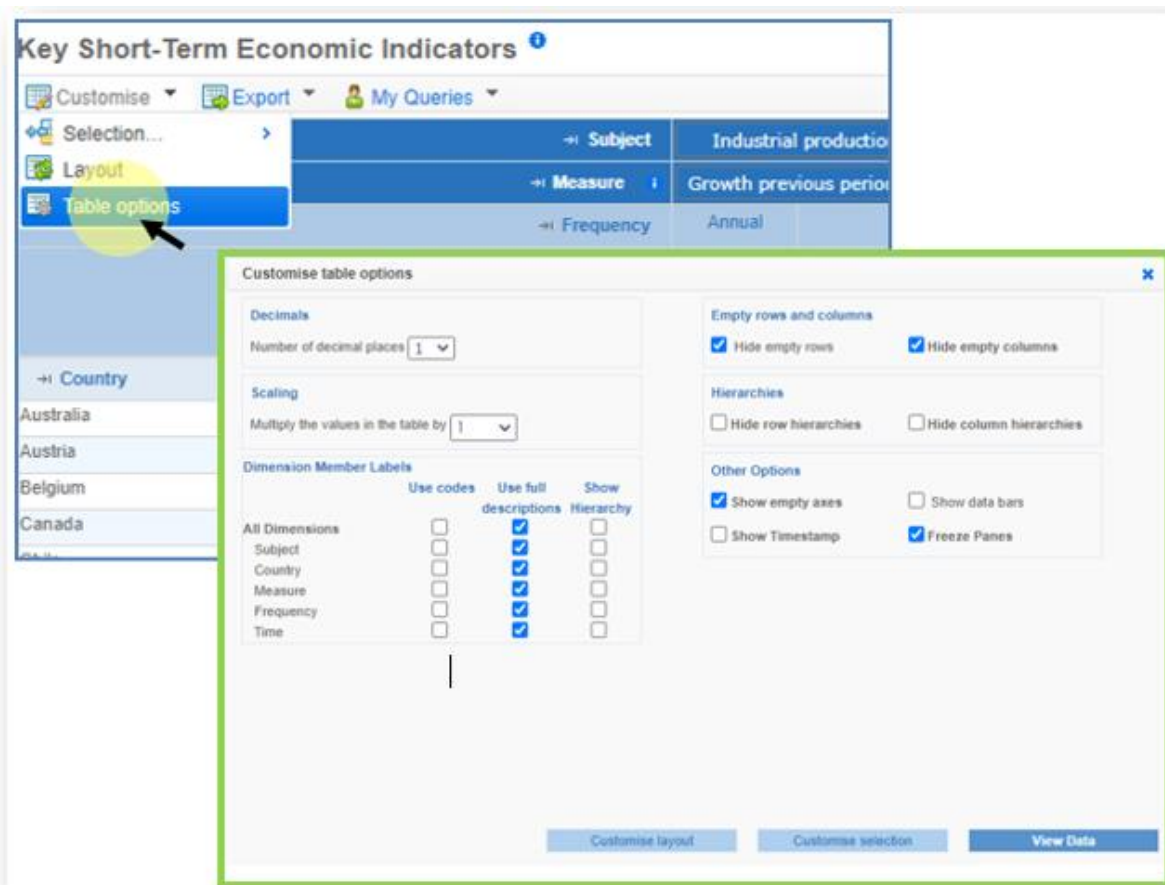 Key Short-Term Economic Indicators i
Customise Export My Queries
Selection...
Layout
Table options
Subject Industrial productio
Measure i Growth previous perio
Frequency Annual
Country
Australia
Austria
Belgium
Canada
Customise table options
Decimals
Number of decimal places 1
Scaling
Multiply the values in the table by 1
Dimension Member Labels
Use codes Use full descriptions Show Hierarchy
All Dimensions
Subject
Country
Measure
Frequency
Time
Empty rows and columns
Hide empty rows Hide empty columns
Hierarchies
Hide row hierarchies Hide column hierarchies
Other Options
Show empty axes Show data bars
Show Timestamp Freeze Panes
Customise layout Customise selection View Data